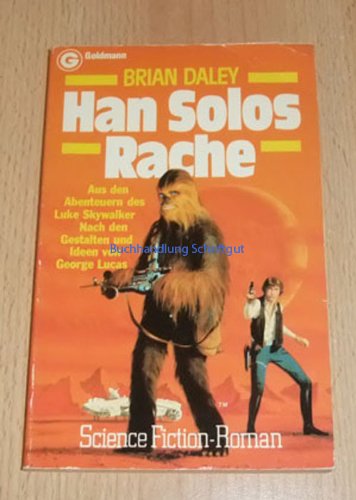 G Goldmann
BRIAN DALEY
Han Solos
Rache
Aus den
Abenteuern des
Luke Skywalker
Nach den
Gestalten und
Ideen von
George Lucas
Buchhandlung Schafgut
TM
Science Fiction-Roman